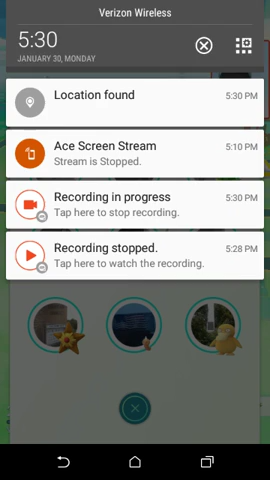 Verizon Wireless
5:30
JANUARY 30, MONDAY
Location found
5:30 PM
Ace Screen Stream
5:10 PM
Stream is Stopped.
Recording in progress
5:30 PM
Tap here to stop recording.
Recording stopped.
5:28 PM
Tap here to watch the recording.